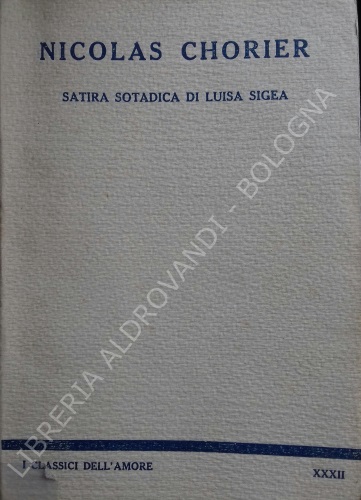 NICOLAS CHORIER
SATIRA SOTADICA DI LUISA SIGEA
LIBRERIA ALDROVANDI - BOLOGNA
I CLASSICI DELL'AMORE
XXXII